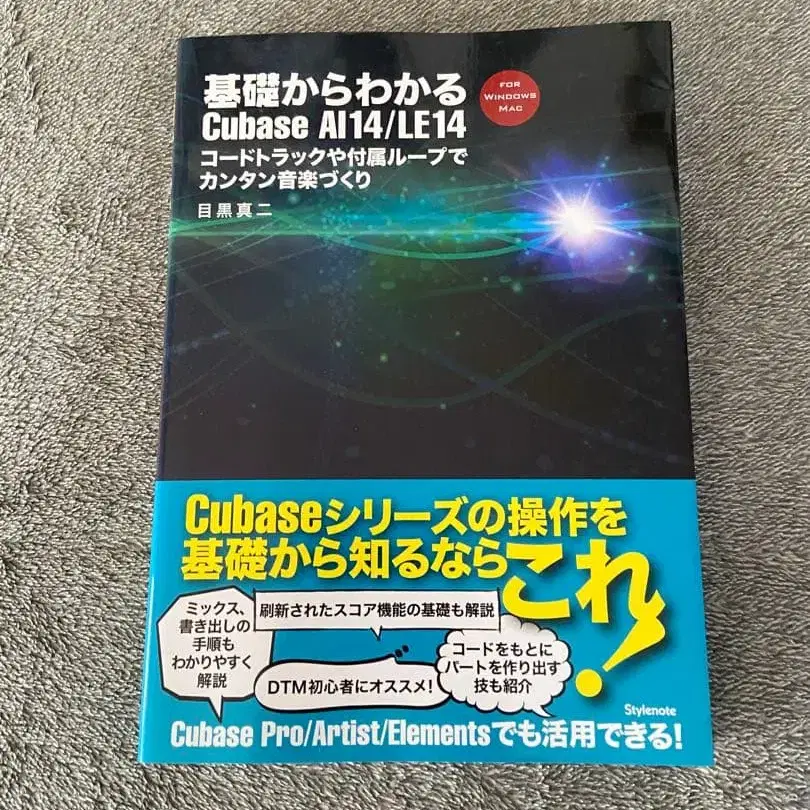 基礎からわかる
Cubase AI14/LE14
コードトラックや付属ループで
カンタン音楽づくり
目黒真二
FOR
WINDOWS
MAC
Cubaseシリーズの操作を
基礎から知るなら
これ!
ミックス、
書き出しの
手順も
わかりやすく
解説
刷新されたスコア機能の基礎も解説
DTM初心者にオススメ!
コードをもとに
パートを作り出す
技も紹介
Stylenote
Cubase Pro/Artist/Elementsでも活用できる!